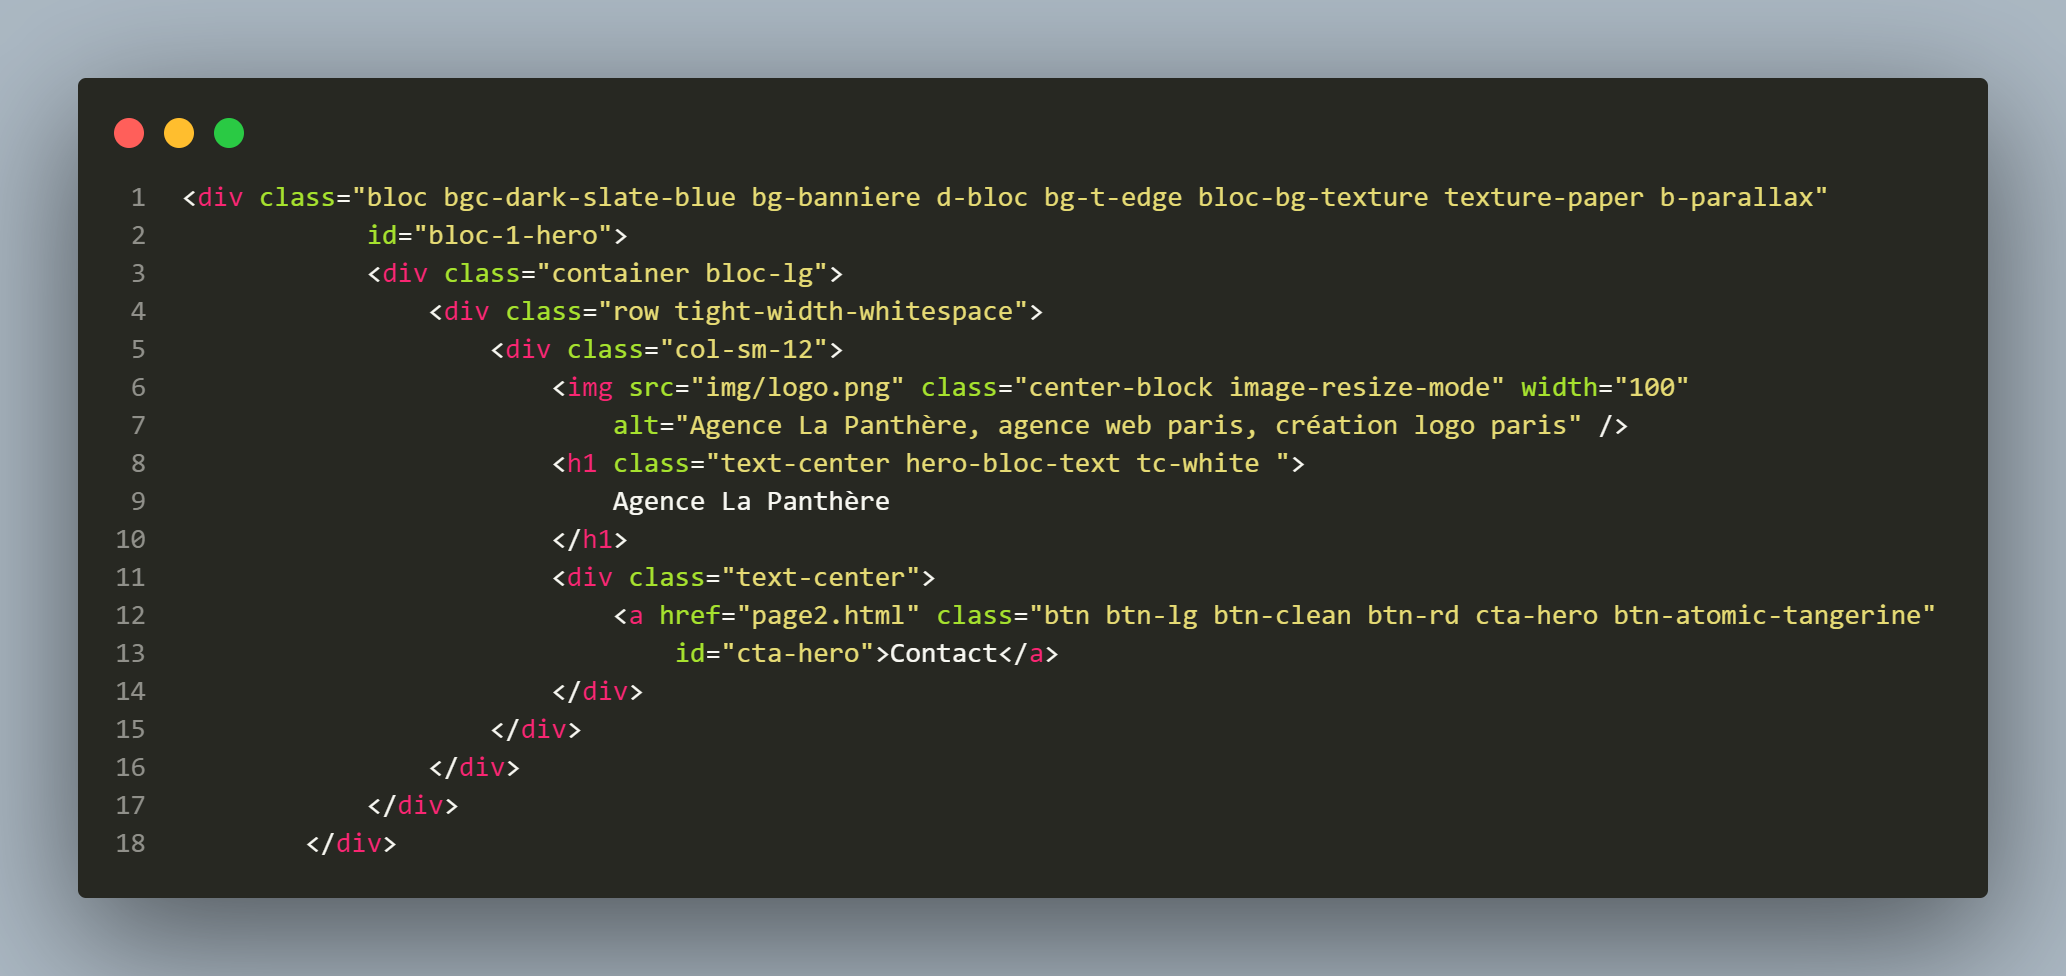 1 <div class="bloc bgc-dark-slate-blue bg-banniere d-bloc bg-t-edge bloc-bg-texture texture-paper b-parallax"
2             id="bloc-1-hero">
3             <div class="container bloc-lg">
4                 <div class="row tight-width-whitespace">
5                     <div class="col-sm-12">
6                         <img src="img/logo.png" class="center-block image-resize-mode" width="100"
7                             alt="Agence La Panthère, agence web paris, création logo paris" />
8                         <h1 class="text-center hero-bloc-text tc-white ">
9                             Agence La Panthère
10                         </h1>
11                         <div class="text-center">
12                             <a href="page2.html" class="btn btn-lg btn-clean btn-rd cta-hero btn-atomic-tangerine"
13                                 id="cta-hero">Contact</a>
14                         </div>
15                     </div>
16                 </div>
17             </div>
18         </div>